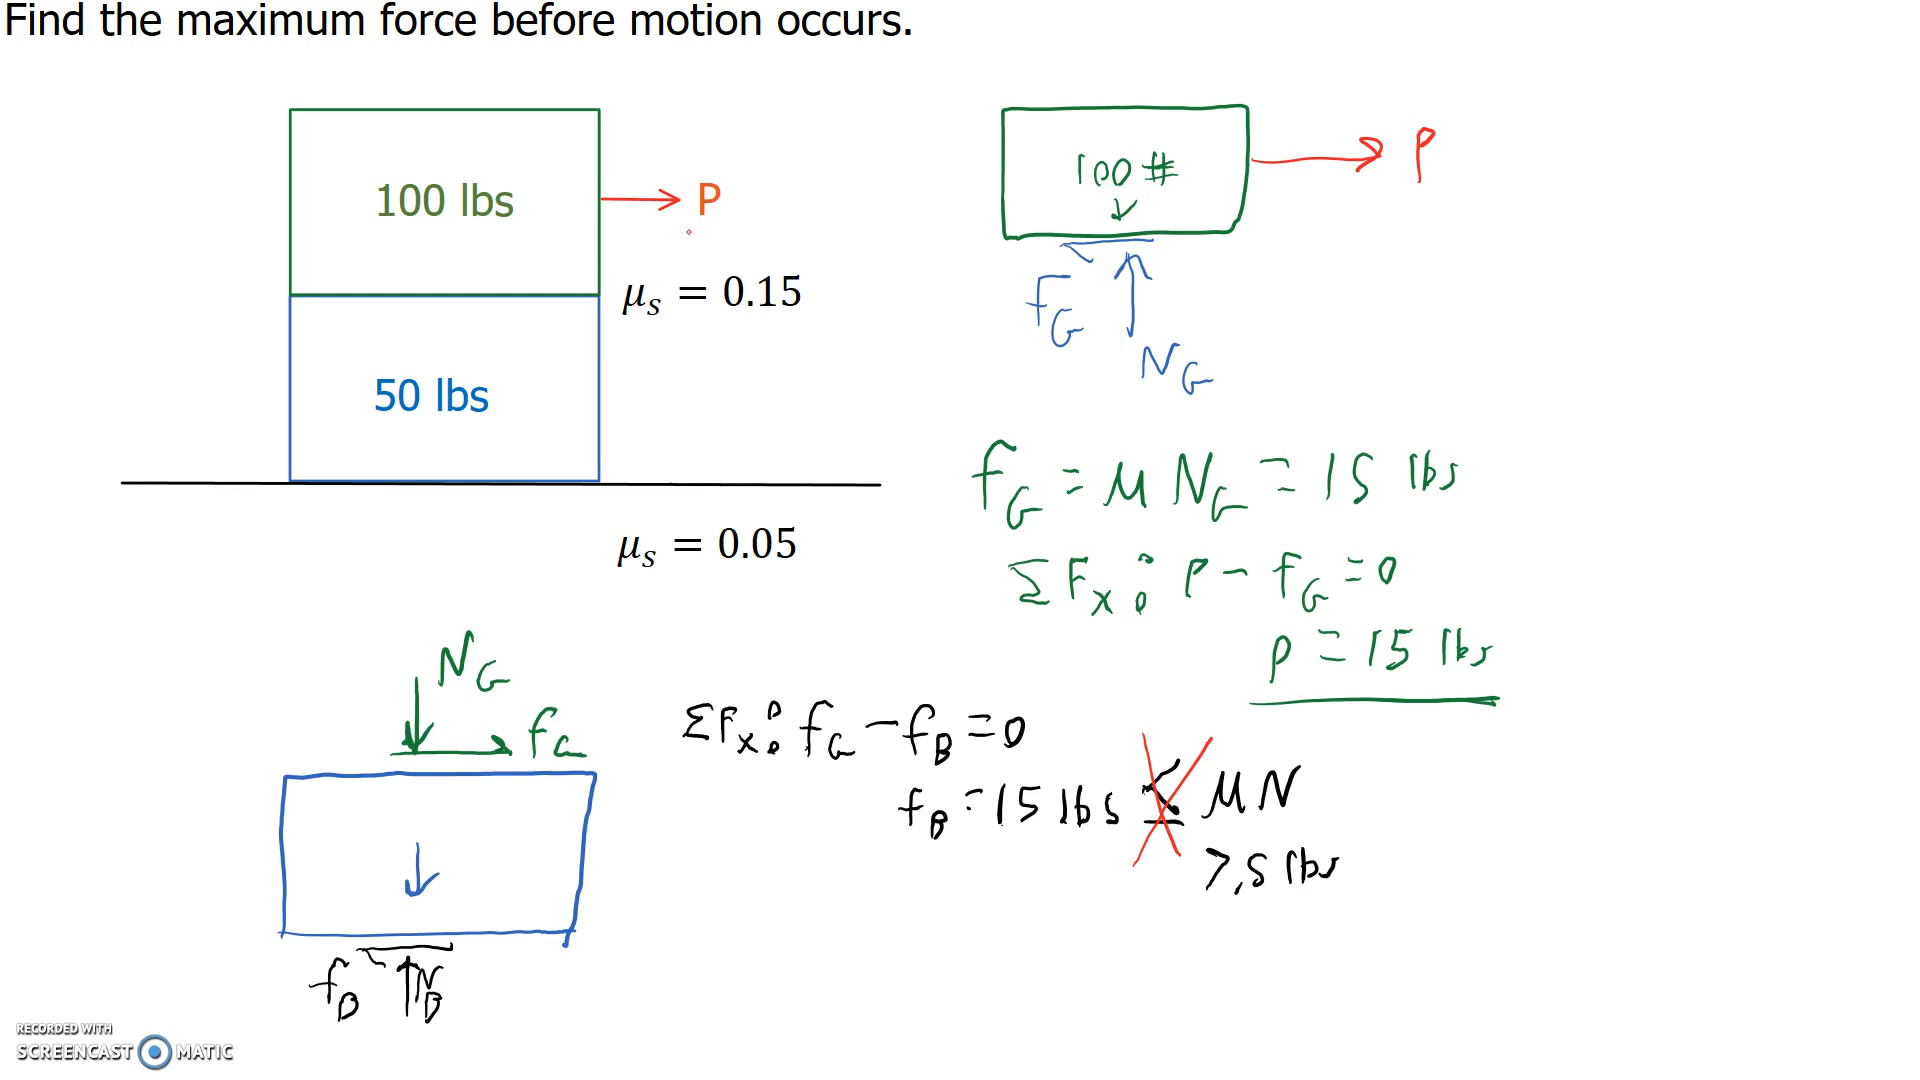 Find the maximum force before motion occurs.
100 lbs
P
μs = 0.15
50 lbs
μs = 0.05
100 #
P
fG
NG
fG = μ NG = 15 lbs
ΣFx: P - fG = 0
P = 15 lbs
NG
fG
fB
NB
ΣFx: fG - fB = 0
fB = 15 lbs ≤ μN
7.5 lbs
RECORDED WITH
SCREENCAST MATIC